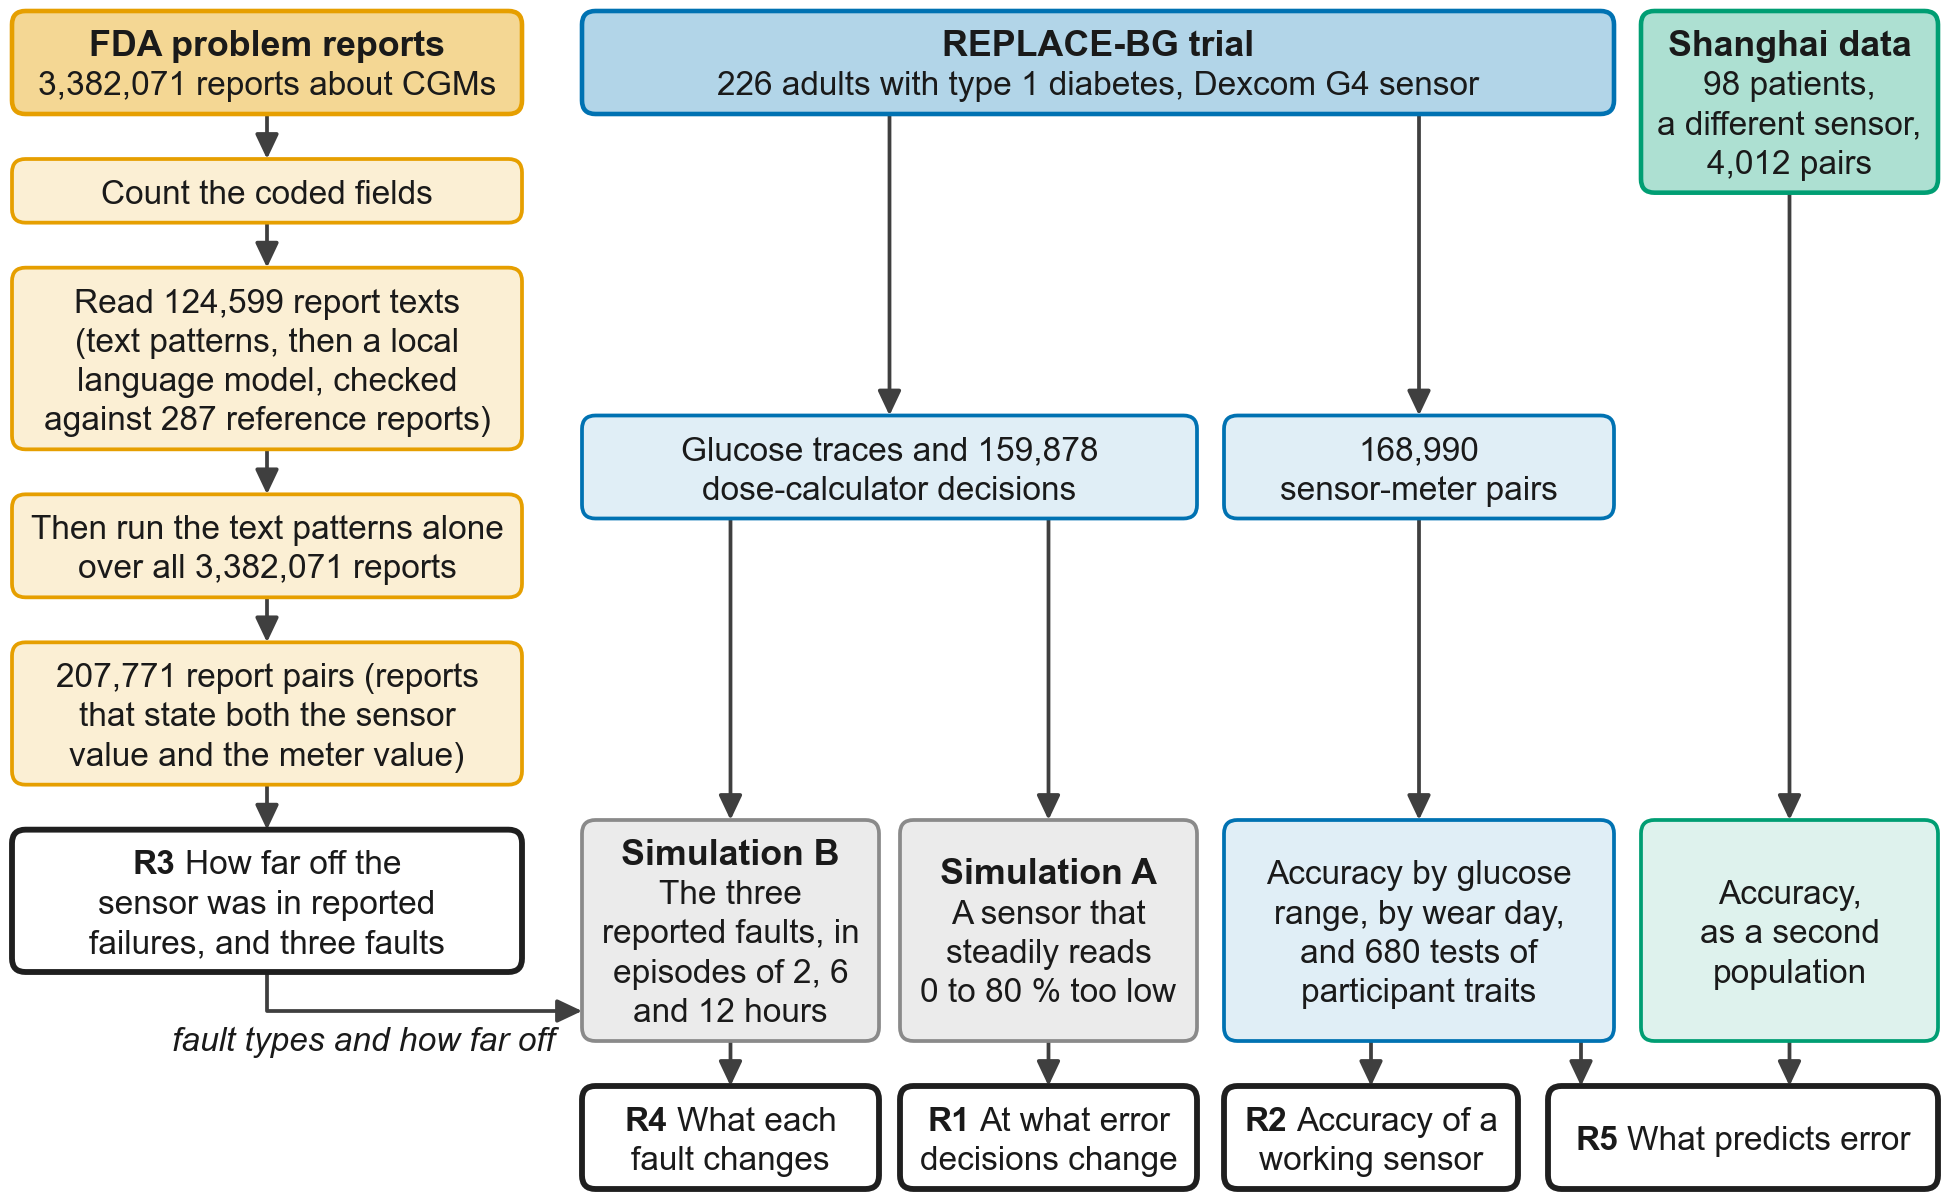 FDA problem reports
3,382,071 reports about CGMs
Count the coded fields
Read 124,599 report texts
(text patterns, then a local
language model, checked
against 287 reference reports)
Then run the text patterns alone
over all 3,382,071 reports
207,771 report pairs (reports
that state both the sensor
value and the meter value)
R3 How far off the
sensor was in reported
failures, and three faults
fault types and how far off
REPLACE-BG trial
226 adults with type 1 diabetes, Dexcom G4 sensor
Glucose traces and 159,878
dose-calculator decisions
168,990
sensor-meter pairs
Simulation B
The three
reported faults, in
episodes of 2, 6
and 12 hours
Simulation A
A sensor that
steadily reads
0 to 80 % too low
Accuracy by glucose
range, by wear day,
and 680 tests of
participant traits
R4 What each
fault changes
R1 At what error
decisions change
R2 Accuracy of a
working sensor
Shanghai data
98 patients,
a different sensor,
4,012 pairs
Accuracy,
as a second
population
R5 What predicts error